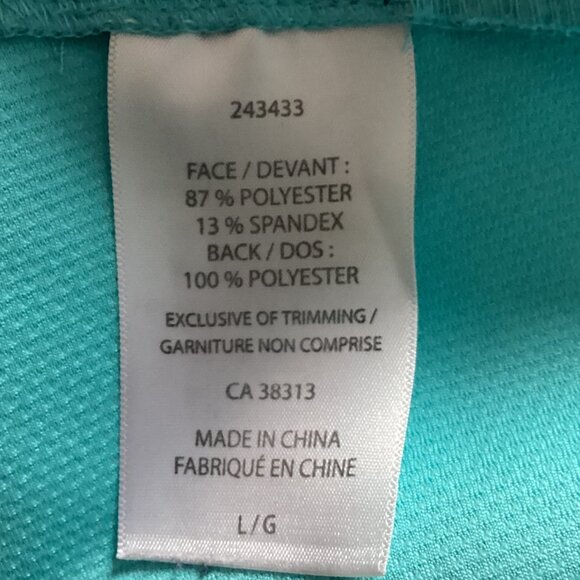 243433
FACE / DEVANT :
87 % POLYESTER
13 % SPANDEX
BACK / DOS :
100 % POLYESTER
EXCLUSIVE OF TRIMMING /
GARNITURE NON COMPRISE
CA 38313
MADE IN CHINA
FABRIQUÉ EN CHINE
L / G